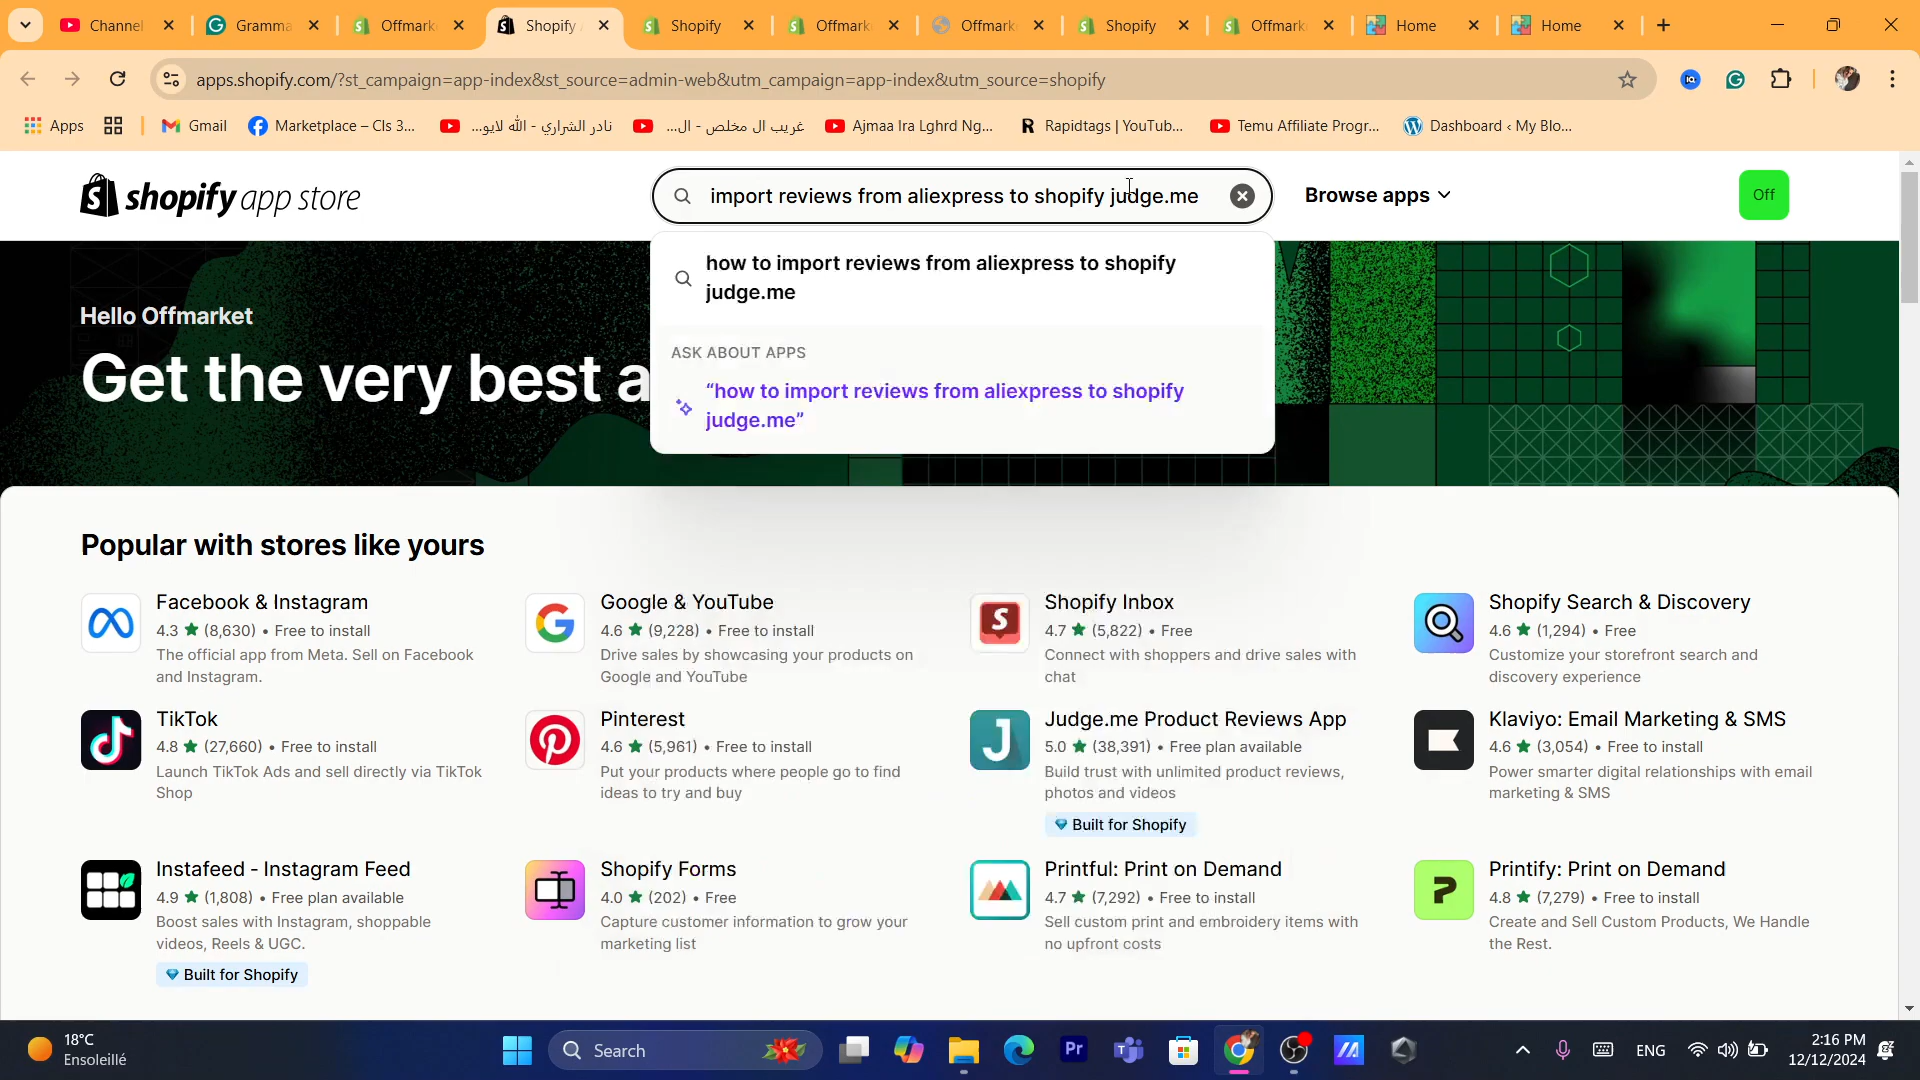 Channel
Gramma
Offmark
Shopify
Shopify
Offmark
Offmark
Shopify
Offmark
Home
Home
apps.shopify.com/?st_campaign=app-index&st_source=admin-web&utm_campaign=app-index&utm_source=shopify
Apps
Gmail
Marketplace – Cls 3...
نادر الشراري - الله لايو...
غريب ال مخلص - ال...
Ajmaa Ira Lghrd Ng...
Rapidtags | YouTub...
Temu Affiliate Progr...
Dashboard ‹ My Blo...
shopify app store
import reviews from aliexpress to shopify judge.me
Browse apps
Off
how to import reviews from aliexpress to shopify
judge.me
ASK ABOUT APPS
“how to import reviews from aliexpress to shopify
judge.me”
Hello Offmarket
Get the very best a
Popular with stores like yours
Facebook & Instagram
4.3 ★ (8,630) • Free to install
The official app from Meta. Sell on Facebook
and Instagram.
Google & YouTube
4.6 ★ (9,228) • Free to install
Drive sales by showcasing your products on
Google and YouTube
Shopify Inbox
4.7 ★ (5,822) • Free
Connect with shoppers and drive sales with
chat
Shopify Search & Discovery
4.6 ★ (1,294) • Free
Customize your storefront search and
discovery experience
TikTok
4.8 ★ (27,660) • Free to install
Launch TikTok Ads and sell directly via TikTok
Shop
Pinterest
4.6 ★ (5,961) • Free to install
Put your products where people go to find
ideas to try and buy
Judge.me Product Reviews App
5.0 ★ (38,391) • Free plan available
Build trust with unlimited product reviews,
photos and videos
Built for Shopify
Klaviyo: Email Marketing & SMS
4.6 ★ (3,054) • Free to install
Power smarter digital relationships with email
marketing & SMS
Instafeed - Instagram Feed
4.9 ★ (1,808) • Free plan available
Boost sales with Instagram, shoppable
videos, Reels & UGC.
Built for Shopify
Shopify Forms
4.0 ★ (202) • Free
Capture customer information to grow your
marketing list
Printful: Print on Demand
4.7 ★ (7,292) • Free to install
Sell custom print and embroidery items with
no upfront costs
Printify: Print on Demand
4.8 ★ (7,279) • Free to install
Create and Sell Custom Products, We Handle
the Rest.
18°C
Ensoleillé
Search
Pr
ENG
2:16 PM
12/12/2024